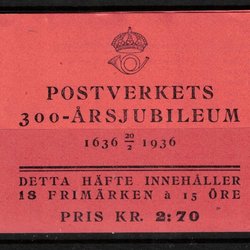 POSTVERKETS
300-ÅRSJUBILEUM
1636 20/2 1936
DETTA HÄFTE INNEHÅLLER
18 FRIMÄRKEN à 15 ÖRE
PRIS KR. 2:70